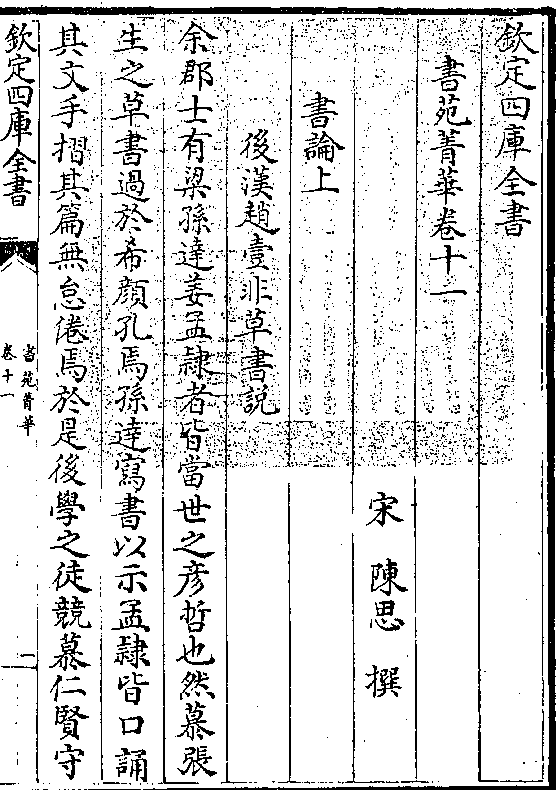 欽定四庫全書
書苑菁華卷十一
宋　陳思　撰
書論上
後漢趙壹非草書説
余郡士有梁孫達姜孟隷者皆當世之彦哲也然慕張
生之草書過於希顔孔焉孫達寫書以示孟隷皆口誦
其文手摺其篇無怠倦焉於是後學之徒競慕仁賢守
欽定四庫全書
書苑菁華
卷十一
二